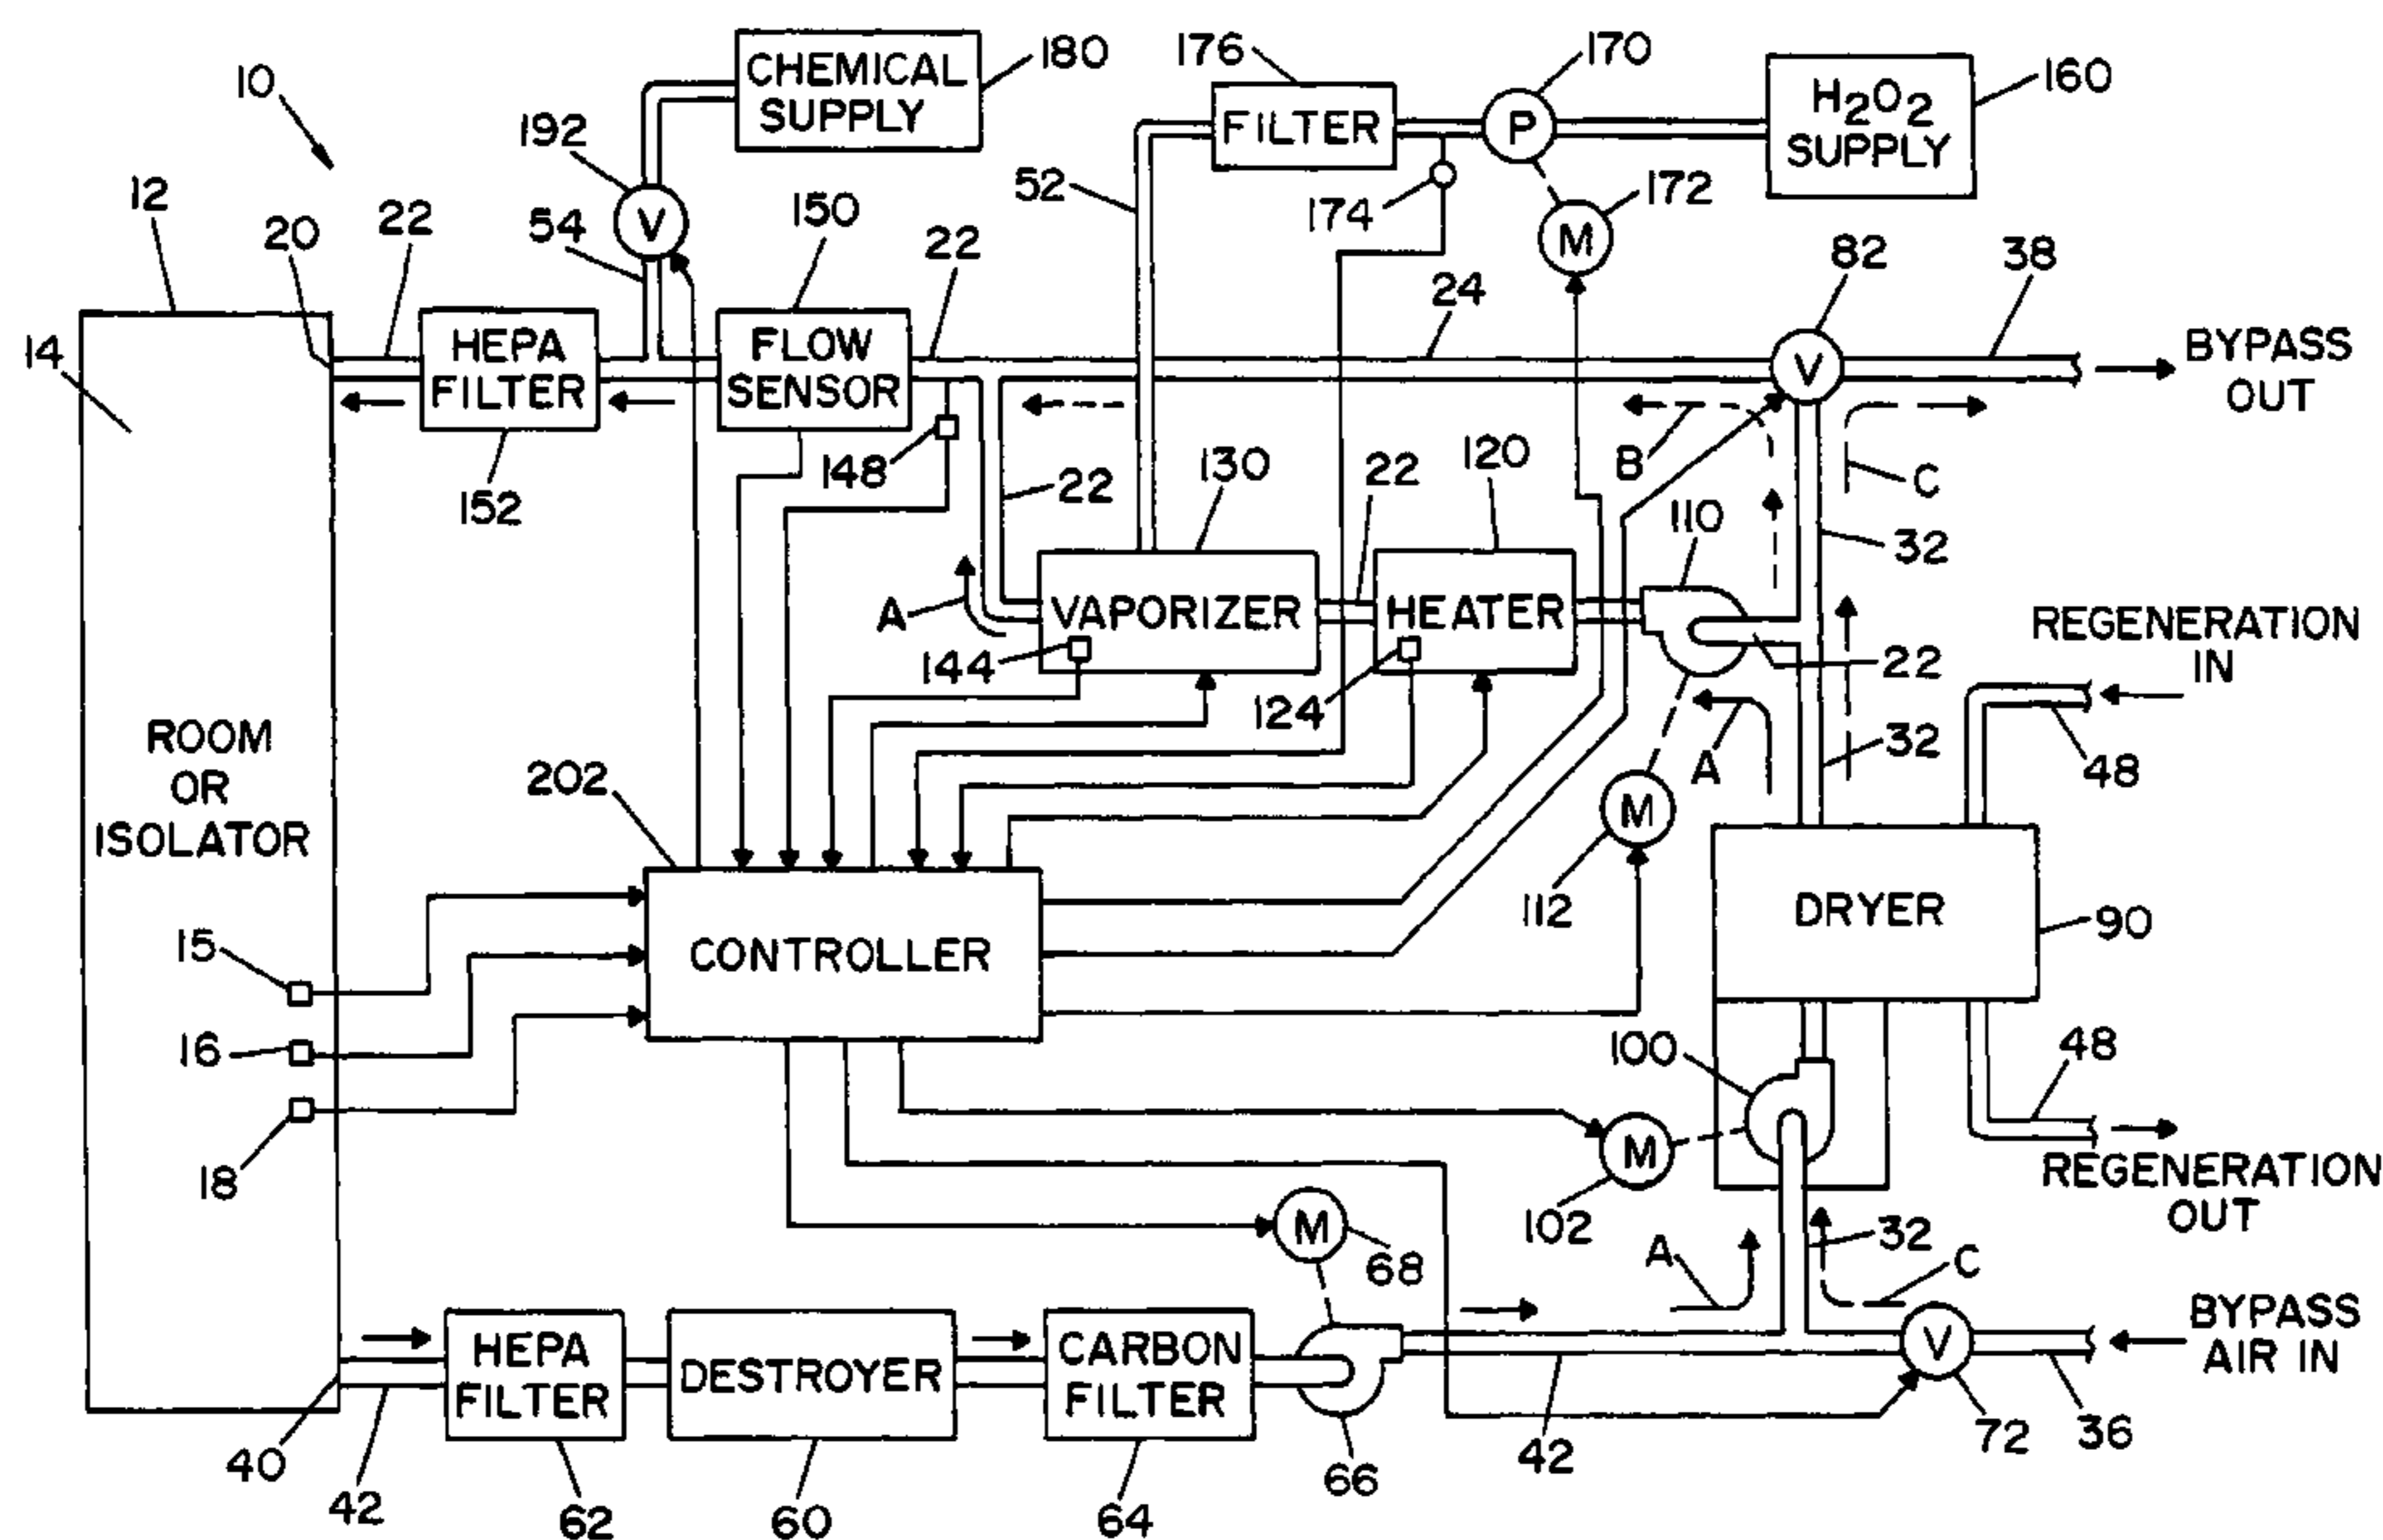 10
CHEMICAL
SUPPLY
180
192
V
54
176
FILTER
170
P
H2O2
SUPPLY
160
52
174
172
M
12
14
20
22
HEPA
FILTER
152
150
FLOW
SENSOR
22
148
24
82
V
38
BYPASS
OUT
B
C
22
130
VAPORIZER
144
A
22
120
HEATER
124
110
32
22
32
A
M
112
REGENERATION
IN
48
ROOM
OR
ISOLATOR
15
16
18
202
CONTROLLER
DRYER
90
100
M
102
48
REGENERATION
OUT
M
68
A
32
C
BYPASS
AIR IN
V
72
36
40
42
HEPA
FILTER
62
DESTROYER
60
CARBON
FILTER
64
66
42